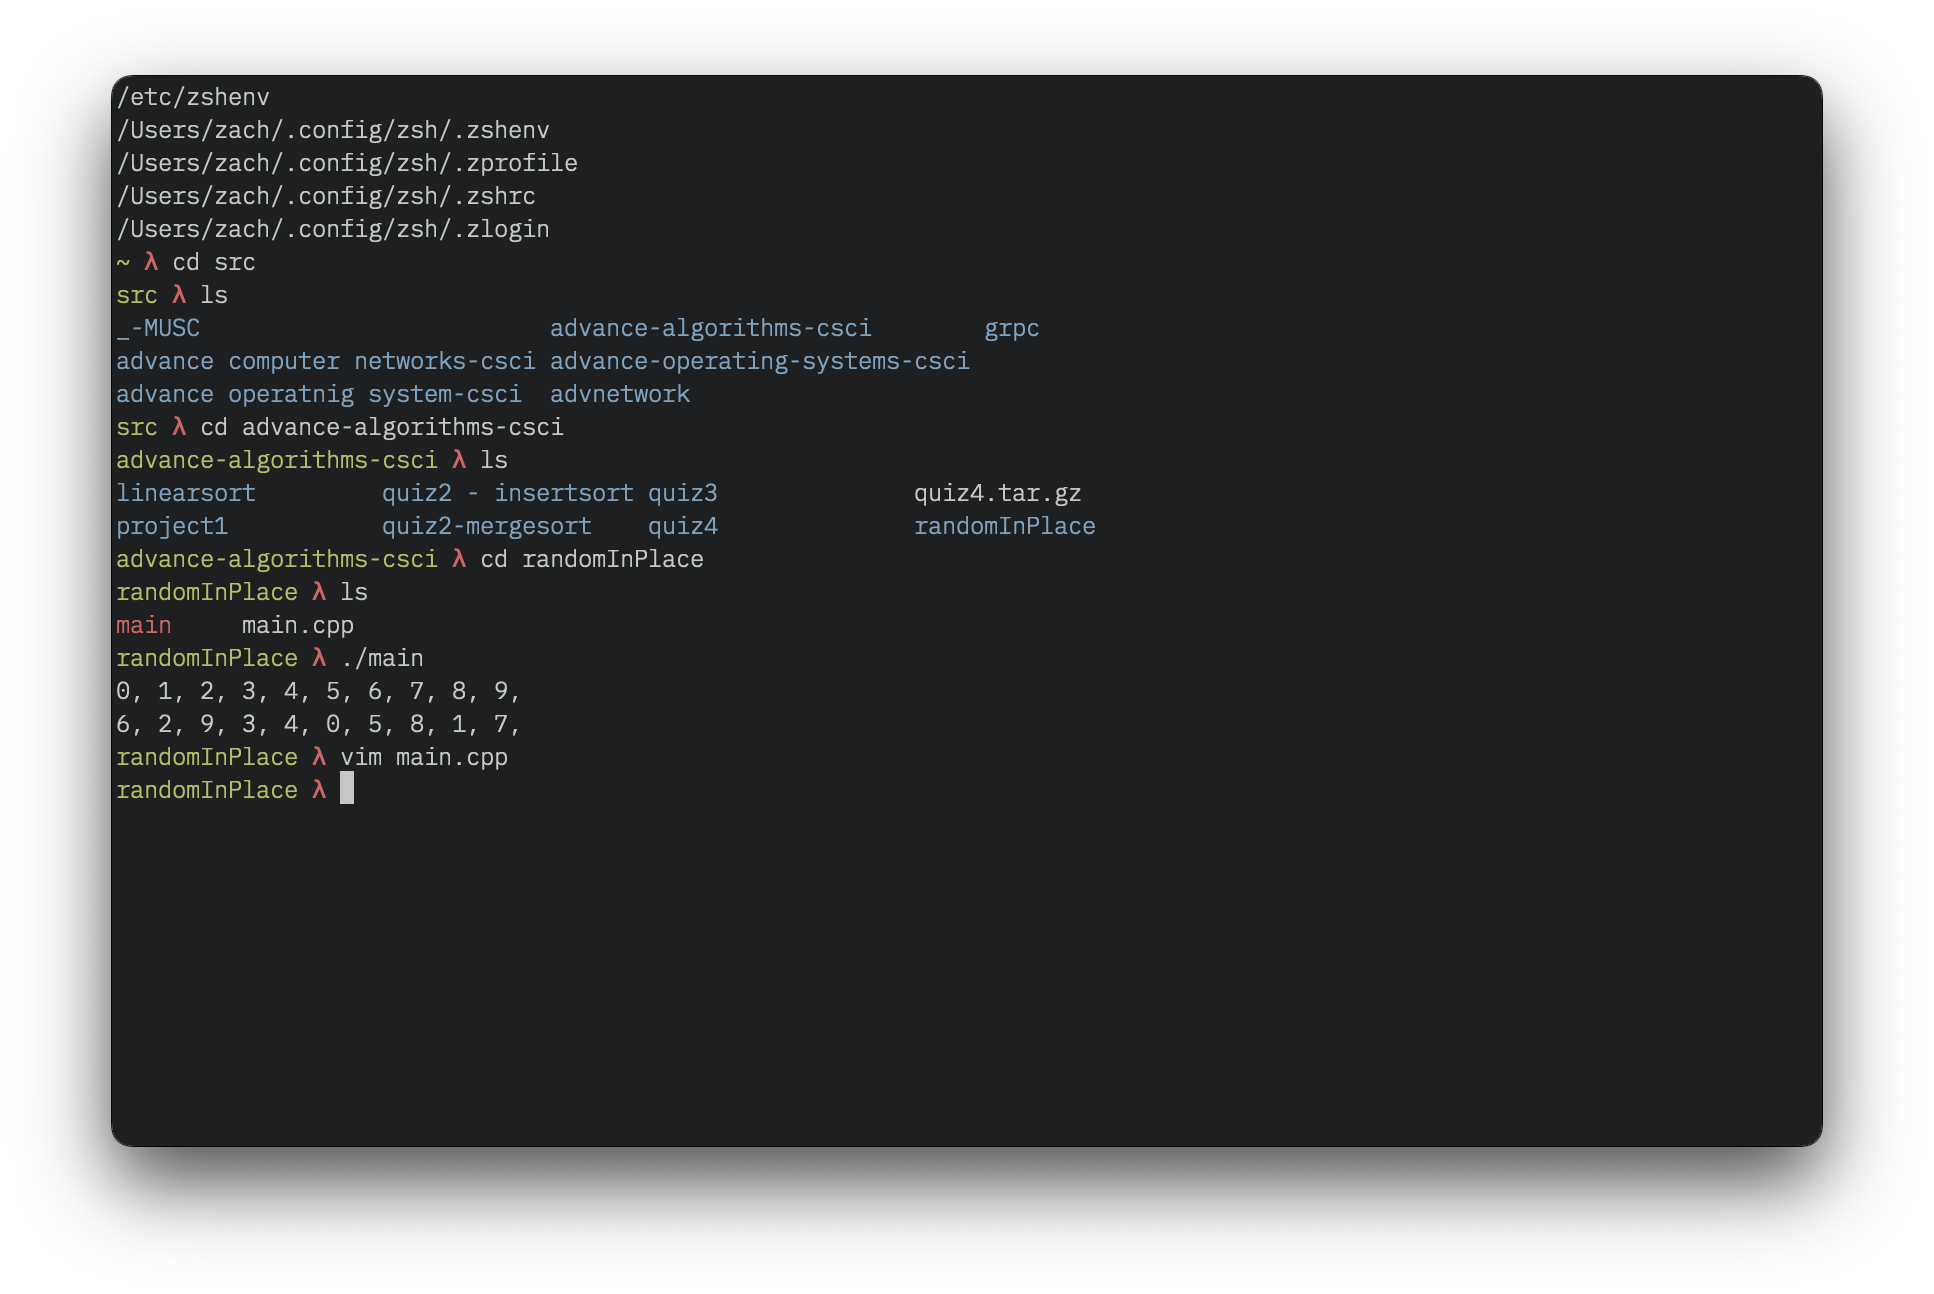 /etc/zshenv
/Users/zach/.config/zsh/.zshenv
/Users/zach/.config/zsh/.zprofile
/Users/zach/.config/zsh/.zshrc
/Users/zach/.config/zsh/.zlogin
~ λ cd src
src λ ls
_-MUSC                         advance-algorithms-csci        grpc
advance computer networks-csci advance-operating-systems-csci
advance operatnig system-csci  advnetwork
src λ cd advance-algorithms-csci
advance-algorithms-csci λ ls
linearsort         quiz2 - insertsort quiz3              quiz4.tar.gz
project1           quiz2-mergesort    quiz4              randomInPlace
advance-algorithms-csci λ cd randomInPlace
randomInPlace λ ls
main     main.cpp
randomInPlace λ ./main
0, 1, 2, 3, 4, 5, 6, 7, 8, 9,
6, 2, 9, 3, 4, 0, 5, 8, 1, 7,
randomInPlace λ vim main.cpp
randomInPlace λ